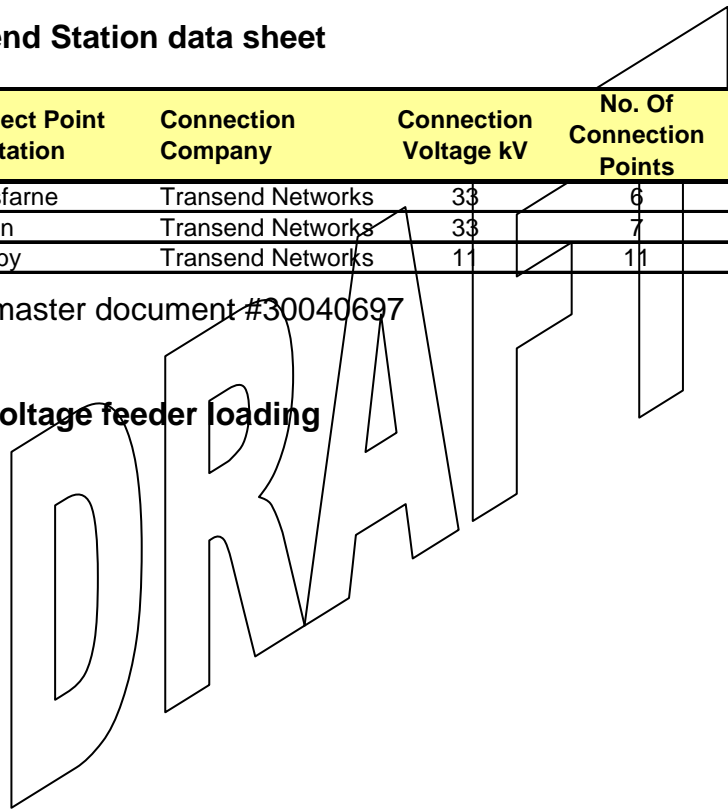 end Station data sheet
ect Point tation Connection Company Connection Voltage kV No. Of Connection Points
farne Transend Networks 33 6
n Transend Networks 33 7
by Transend Networks 11 11
master document #30040697
oltage feeder loading
DRAFT